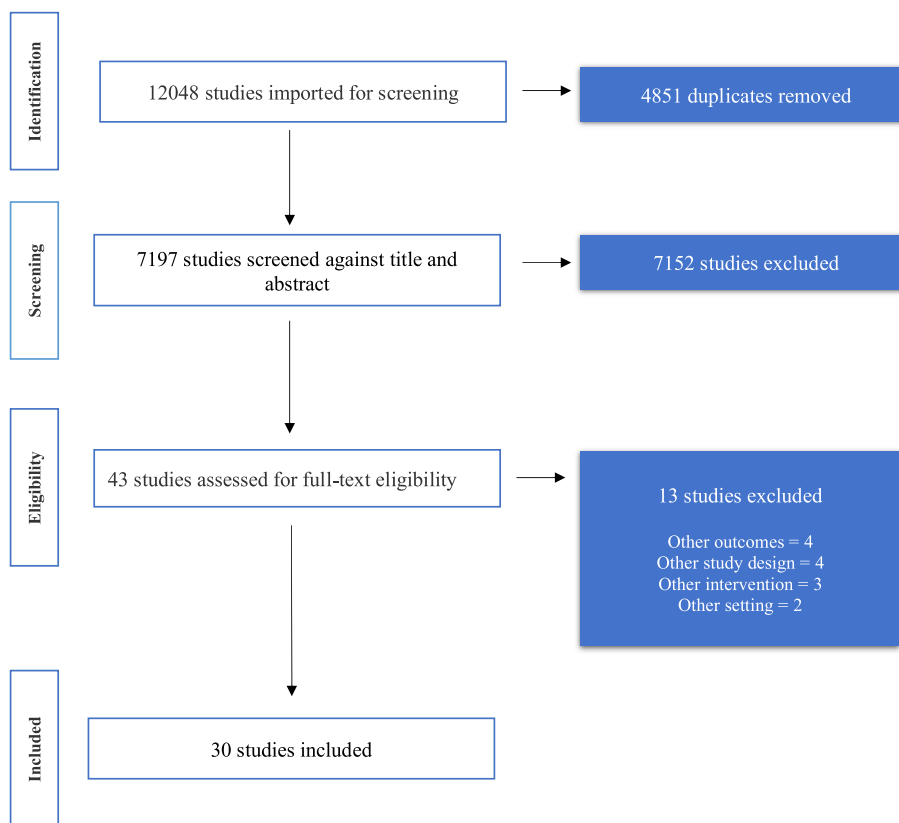 Identification
12048 studies imported for screening
4851 duplicates removed
Screening
7197 studies screened against title and
abstract
7152 studies excluded
Eligibility
43 studies assessed for full-text eligibility
13 studies excluded
Other outcomes = 4
Other study design = 4
Other intervention = 3
Other setting = 2
Included
30 studies included